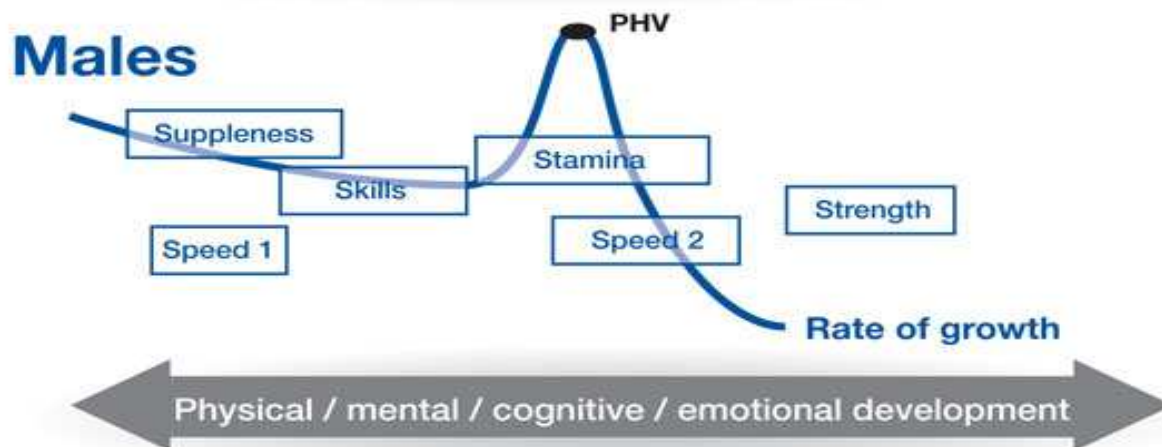 PHV
Males
Suppleness
Stamina
Skills
Strength
Speed 1
Speed 2
Rate of growth
Physical / mental / cognitive / emotional development